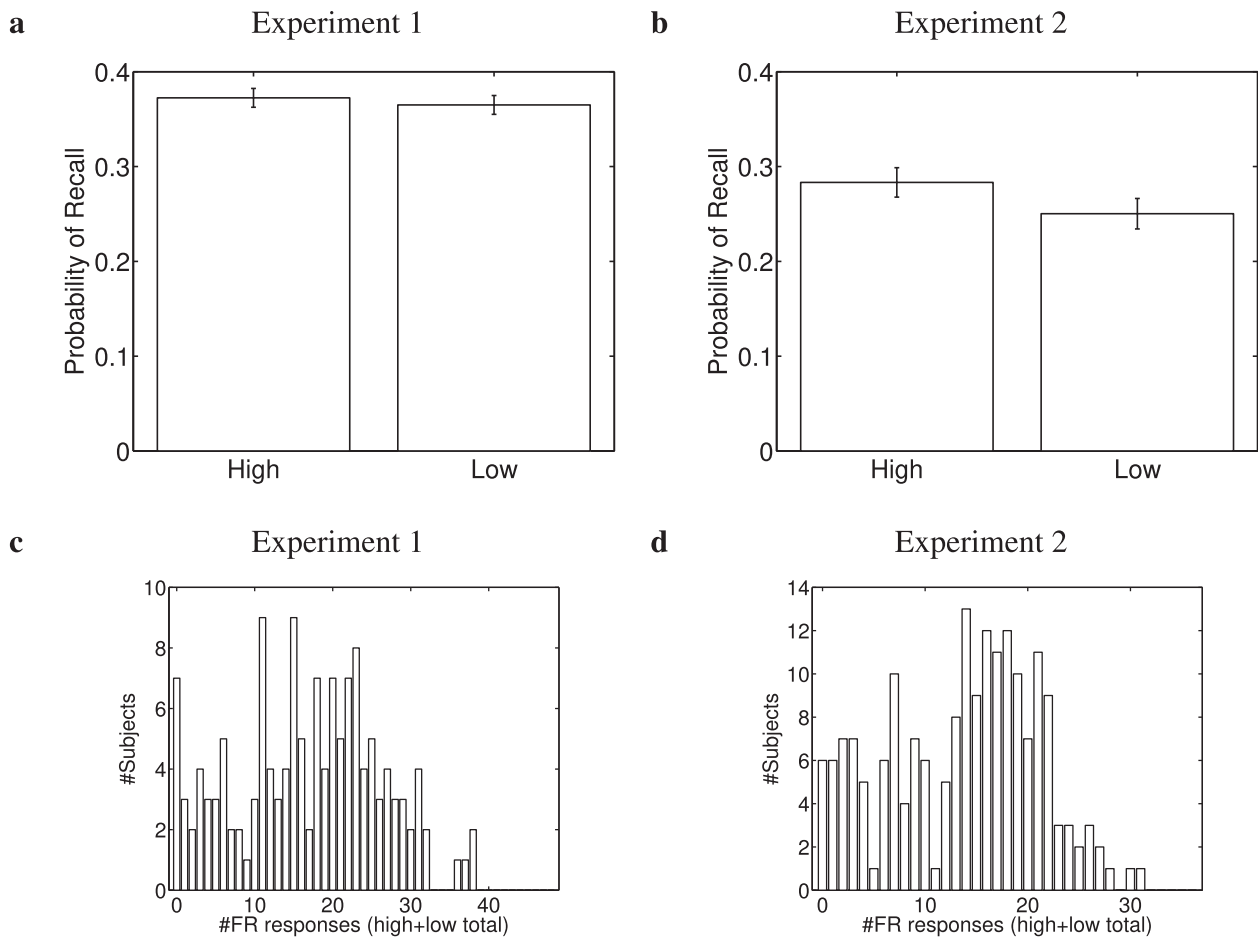 a
Experiment 1
0.4
0.3
0.2
0.1
0
Probability of Recall
High Low
b
Experiment 2
0.4
0.3
0.2
0.1
0
Probability of Recall
High Low
c
Experiment 1
10
8
6
4
2
0
#Subjects
0 10 20 30 40
#FR responses (high+low total)
d
Experiment 2
14
12
10
8
6
4
2
0
#Subjects
0 10 20 30
#FR responses (high+low total)